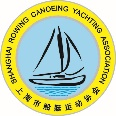 SHANGHAI ROWING CANOEING YACHTING ASSOCIATION
上海市船艇运动协会